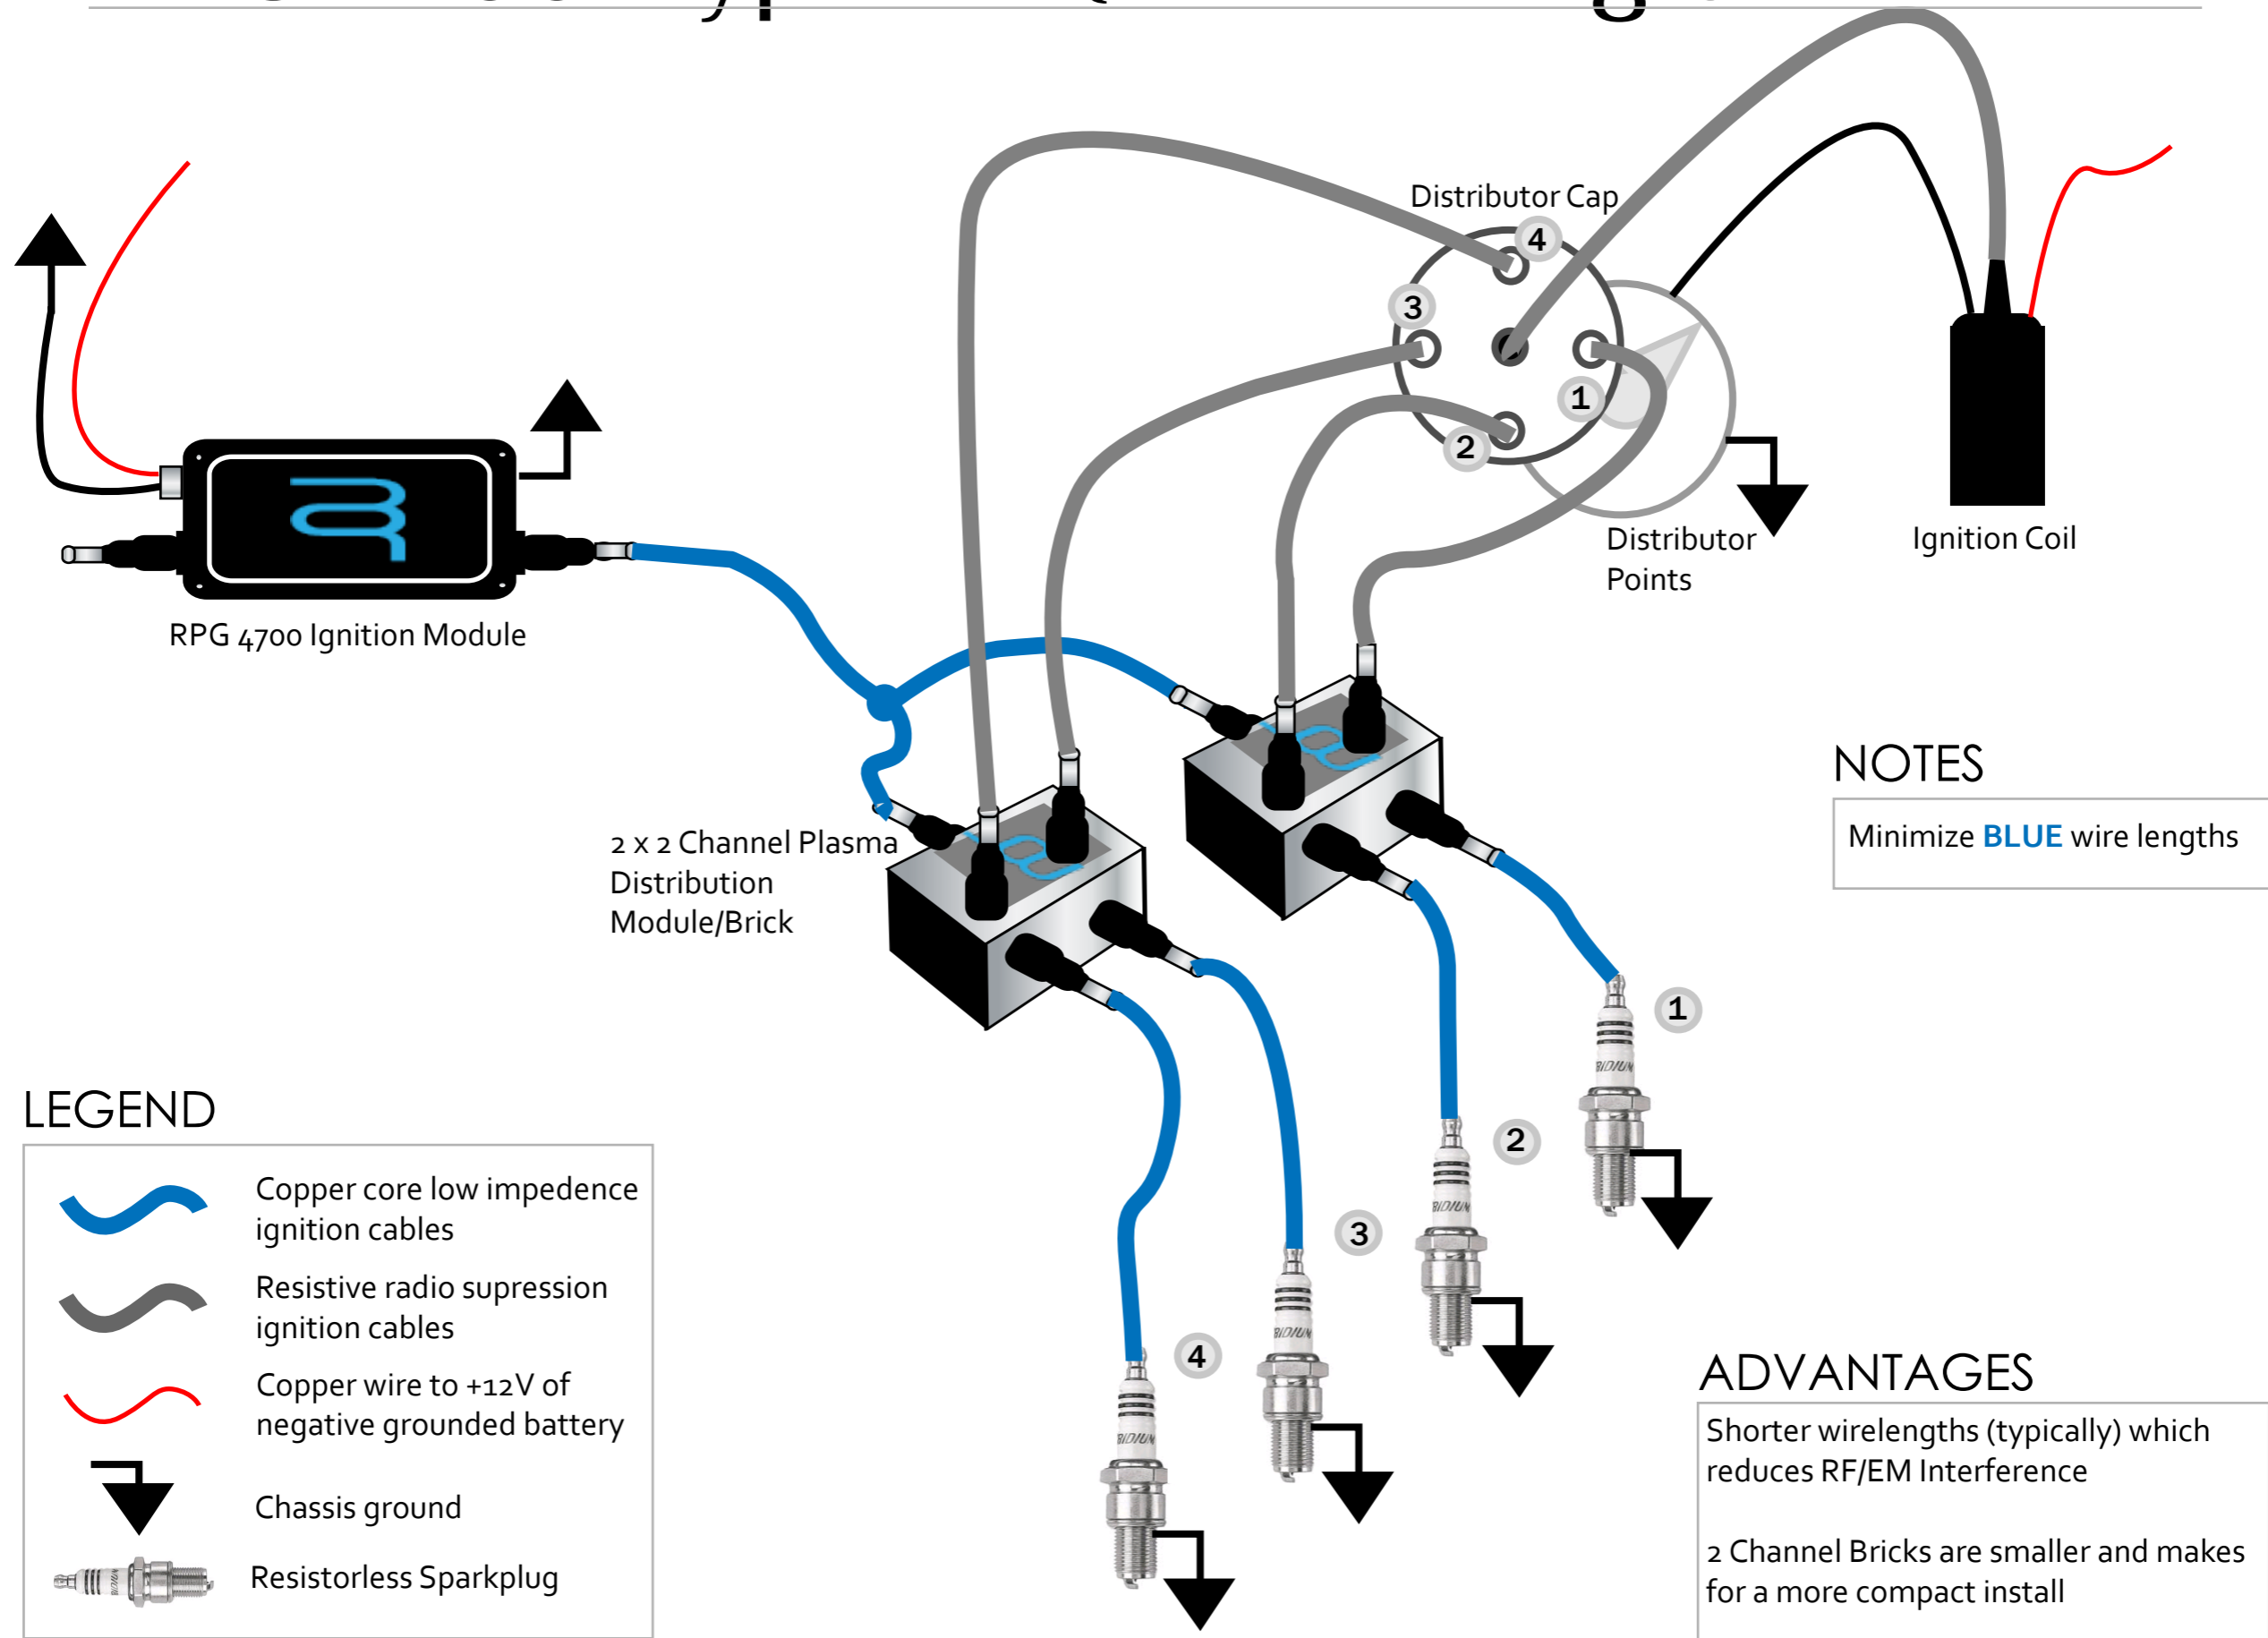 Distributor Cap
4
3
1
2
Distributor
Points
Ignition Coil
RPG 4700 Ignition Module
2 x 2 Channel Plasma
Distribution
Module/Brick
NOTES
Minimize BLUE wire lengths
1
2
3
4
IRIDIUM
LEGEND
Copper core low impedence
ignition cables
Resistive radio supression
ignition cables
Copper wire to +12V of
negative grounded battery
Chassis ground
Resistorless Sparkplug
ADVANTAGES
Shorter wirelengths (typically) which
reduces RF/EM Interference
2 Channel Bricks are smaller and makes
for a more compact install